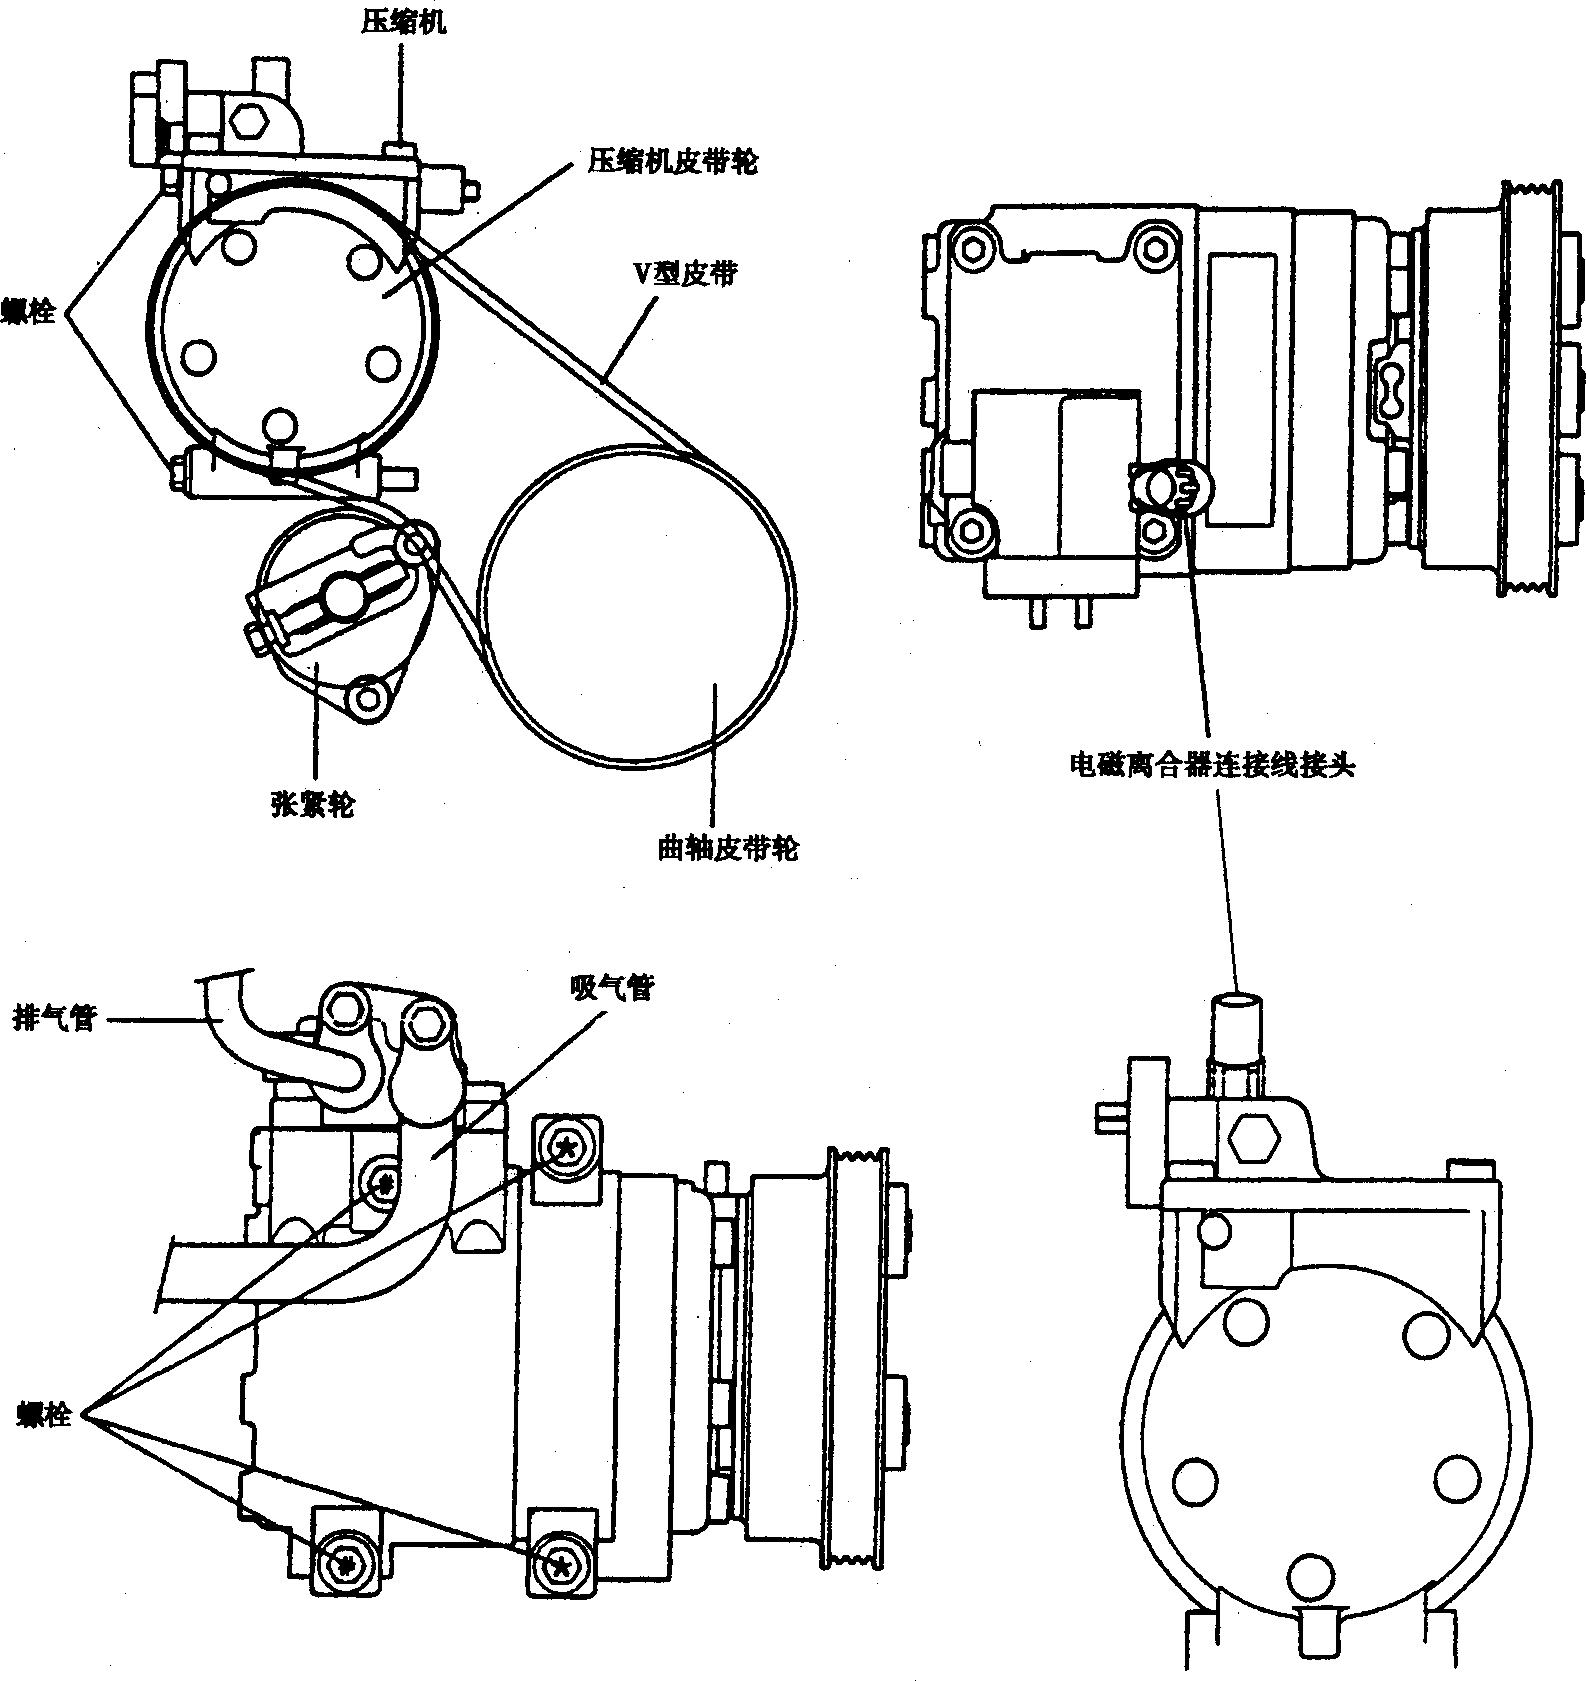 压缩机
压缩机皮带轮
V型皮带
螺栓
张紧轮
曲轴皮带轮
电磁离合器连接线接头
吸气管
排气管
螺栓